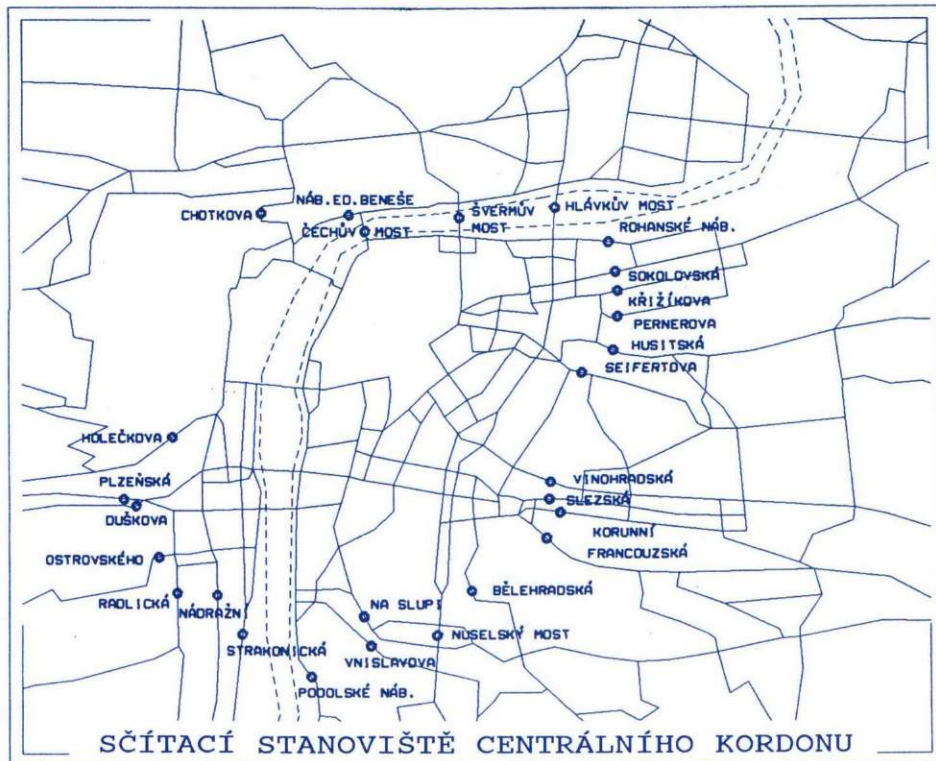 NÁB.ED.BENEŠE
CHOTKOVA
ČECHŮV MOST
ŠVERMŮV
MOST
HLÁVKŮV MOST
ROHANSKÉ NÁB.
SOKOLOVSKÁ
KŘIŽÍKOVA
PERNEROVA
HUSITSKÁ
SEIFERTOVA
HOLEČKOVA
PLZEŇSKÁ
DUŠKOVA
VINOHRADSKÁ
SLEZSKÁ
KORUNNÍ
FRANCOUZSKÁ
OSTROVSKÉHO
RADLICKÁ
NÁDRAŽNÍ
BĚLEHRADSKÁ
NA SLUPI
NUSELSKÝ MOST
STRAKONICKÁ
VNISLAVOVA
PODOLSKÉ NÁB.
SČÍTACÍ STANOVIŠTĚ CENTRÁLNÍHO KORDONU